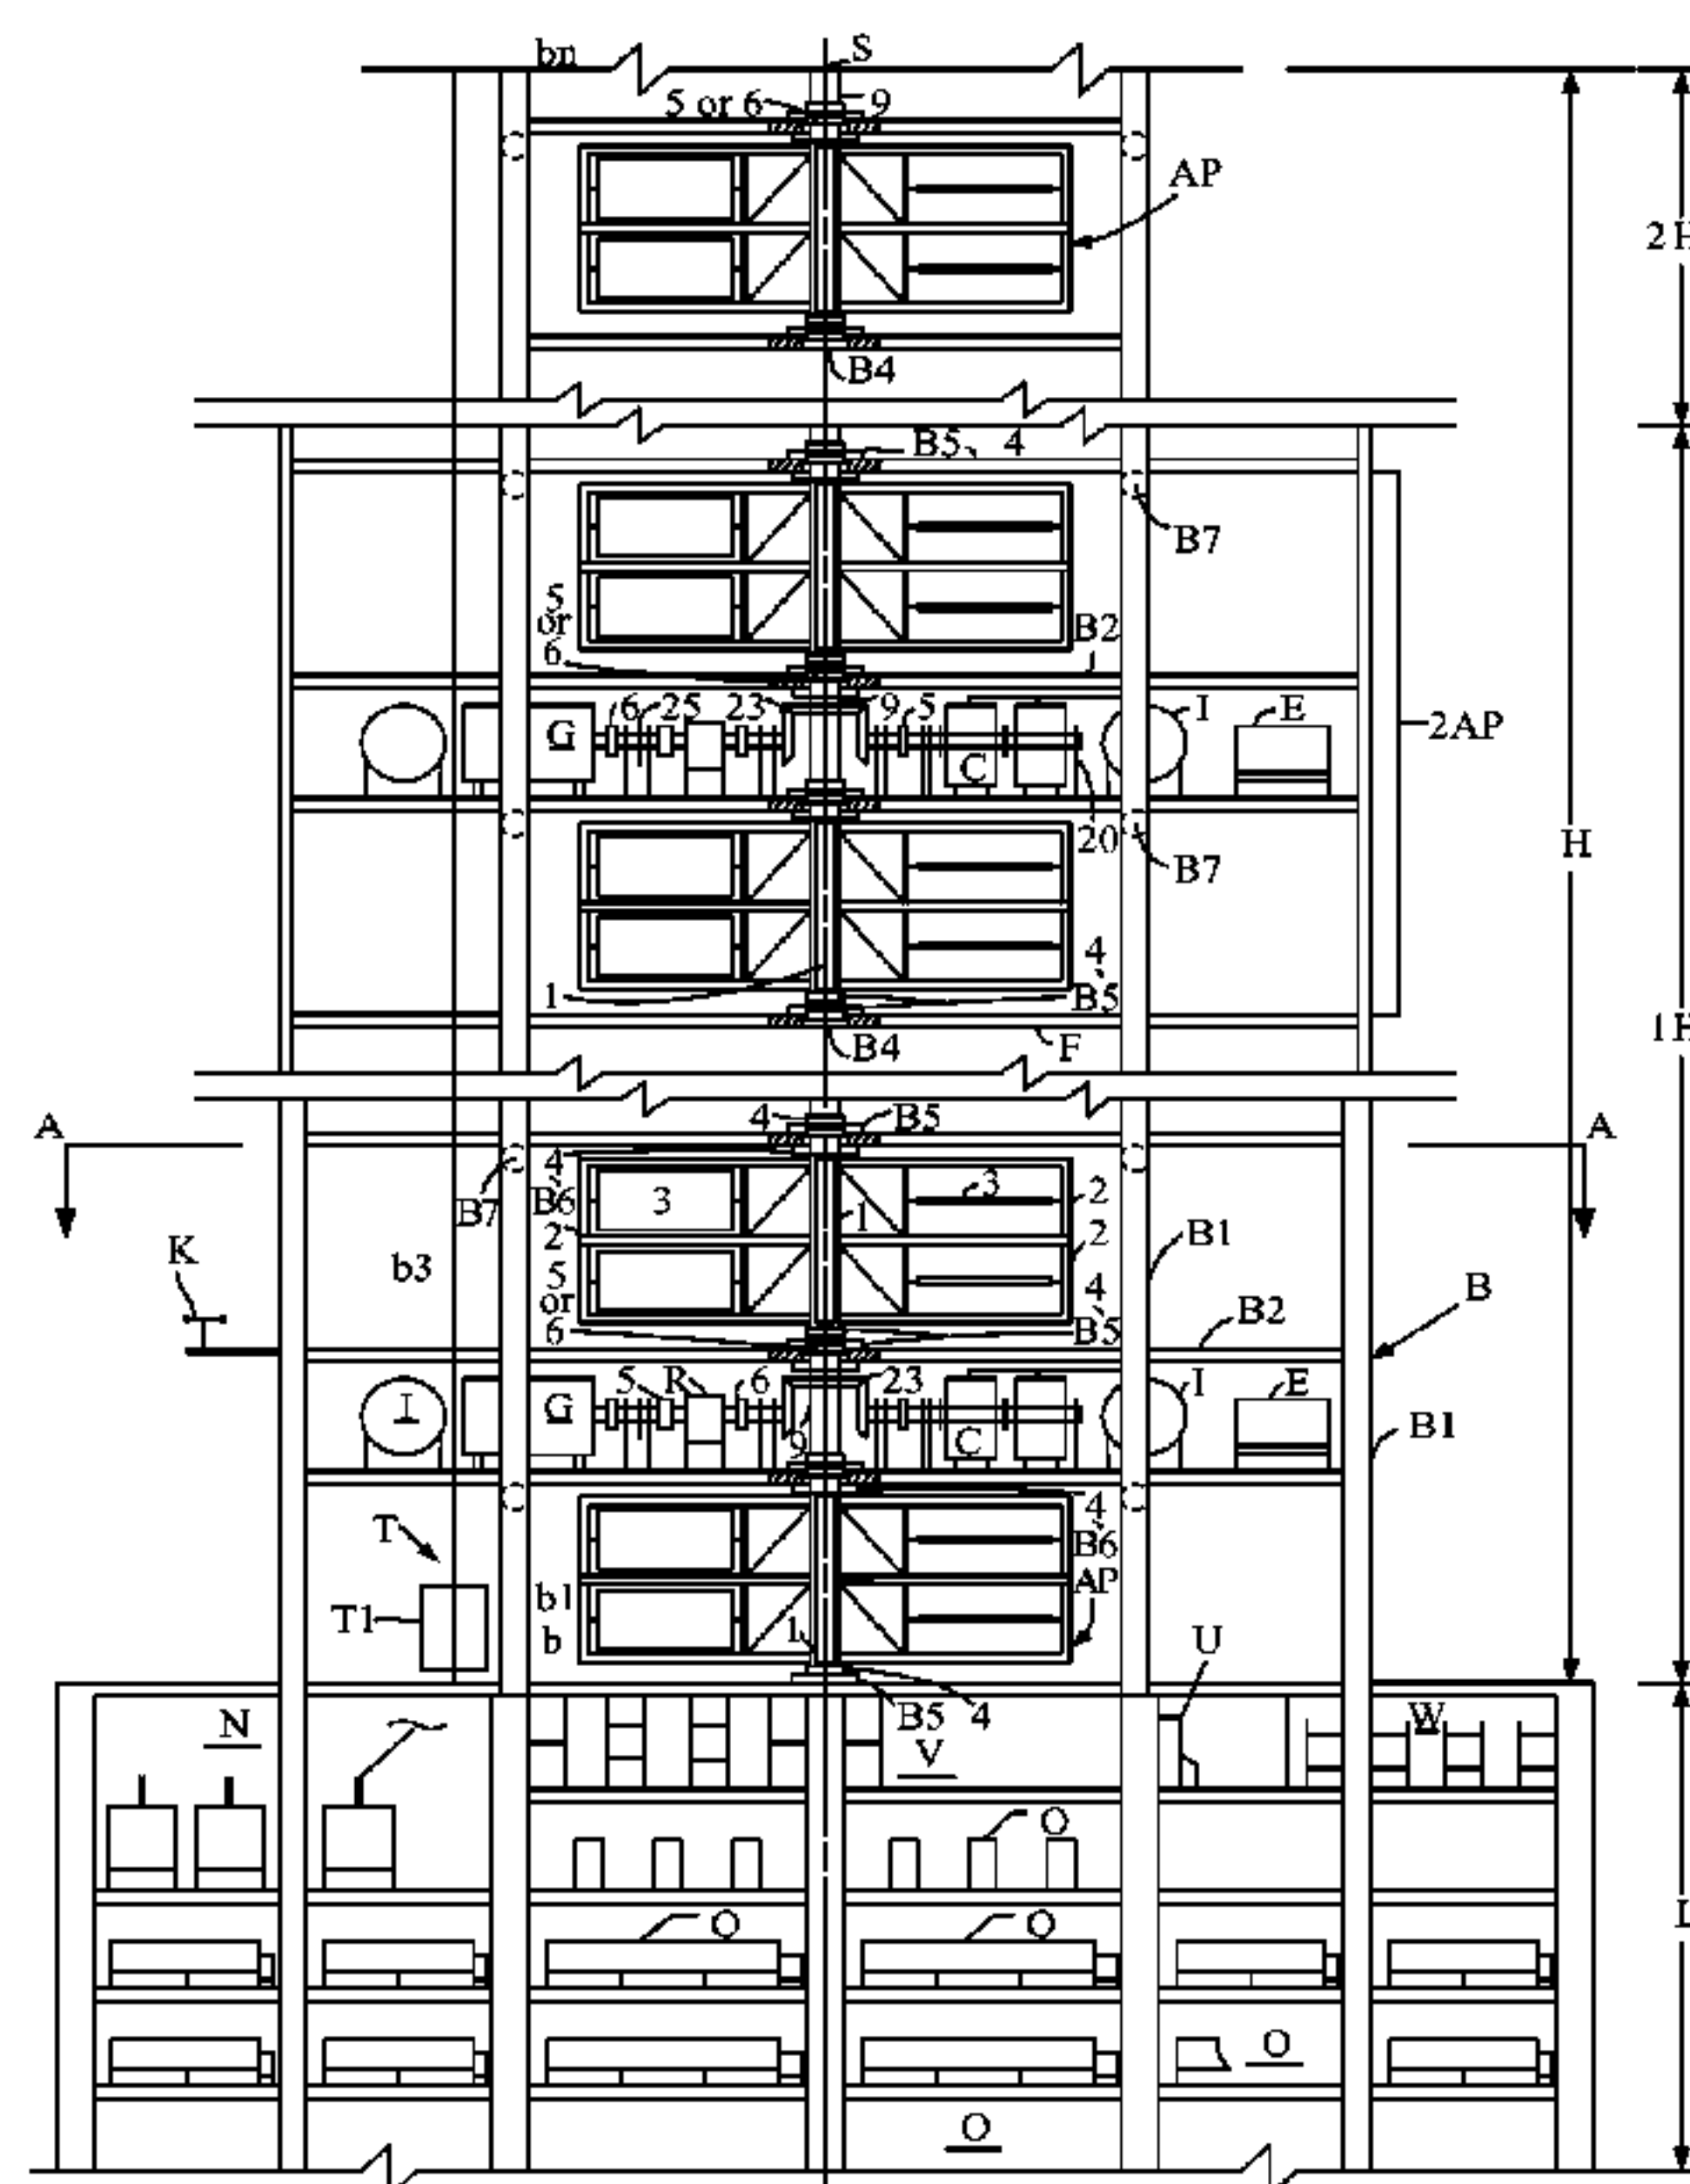 bn
S
5 or 6
9
AP
2 H
B4
B5、 4
B7
5
or
6
B2
6 25 23 9 5 I E
G
C
2AP
20
H
B7
4
、
B5
1
B4
F
1 H
4 B5
A A
4
、
B6
B7
3 3 2
1
2 2
K
b3
5
or
6
4
、
B5
B1
B2
B
5 R 6 23 I E
I G
9 C
B1
4
、
B6
T
AP
b1
T1
b
1
U
B5 4
N
V
W
O
O O
O
O